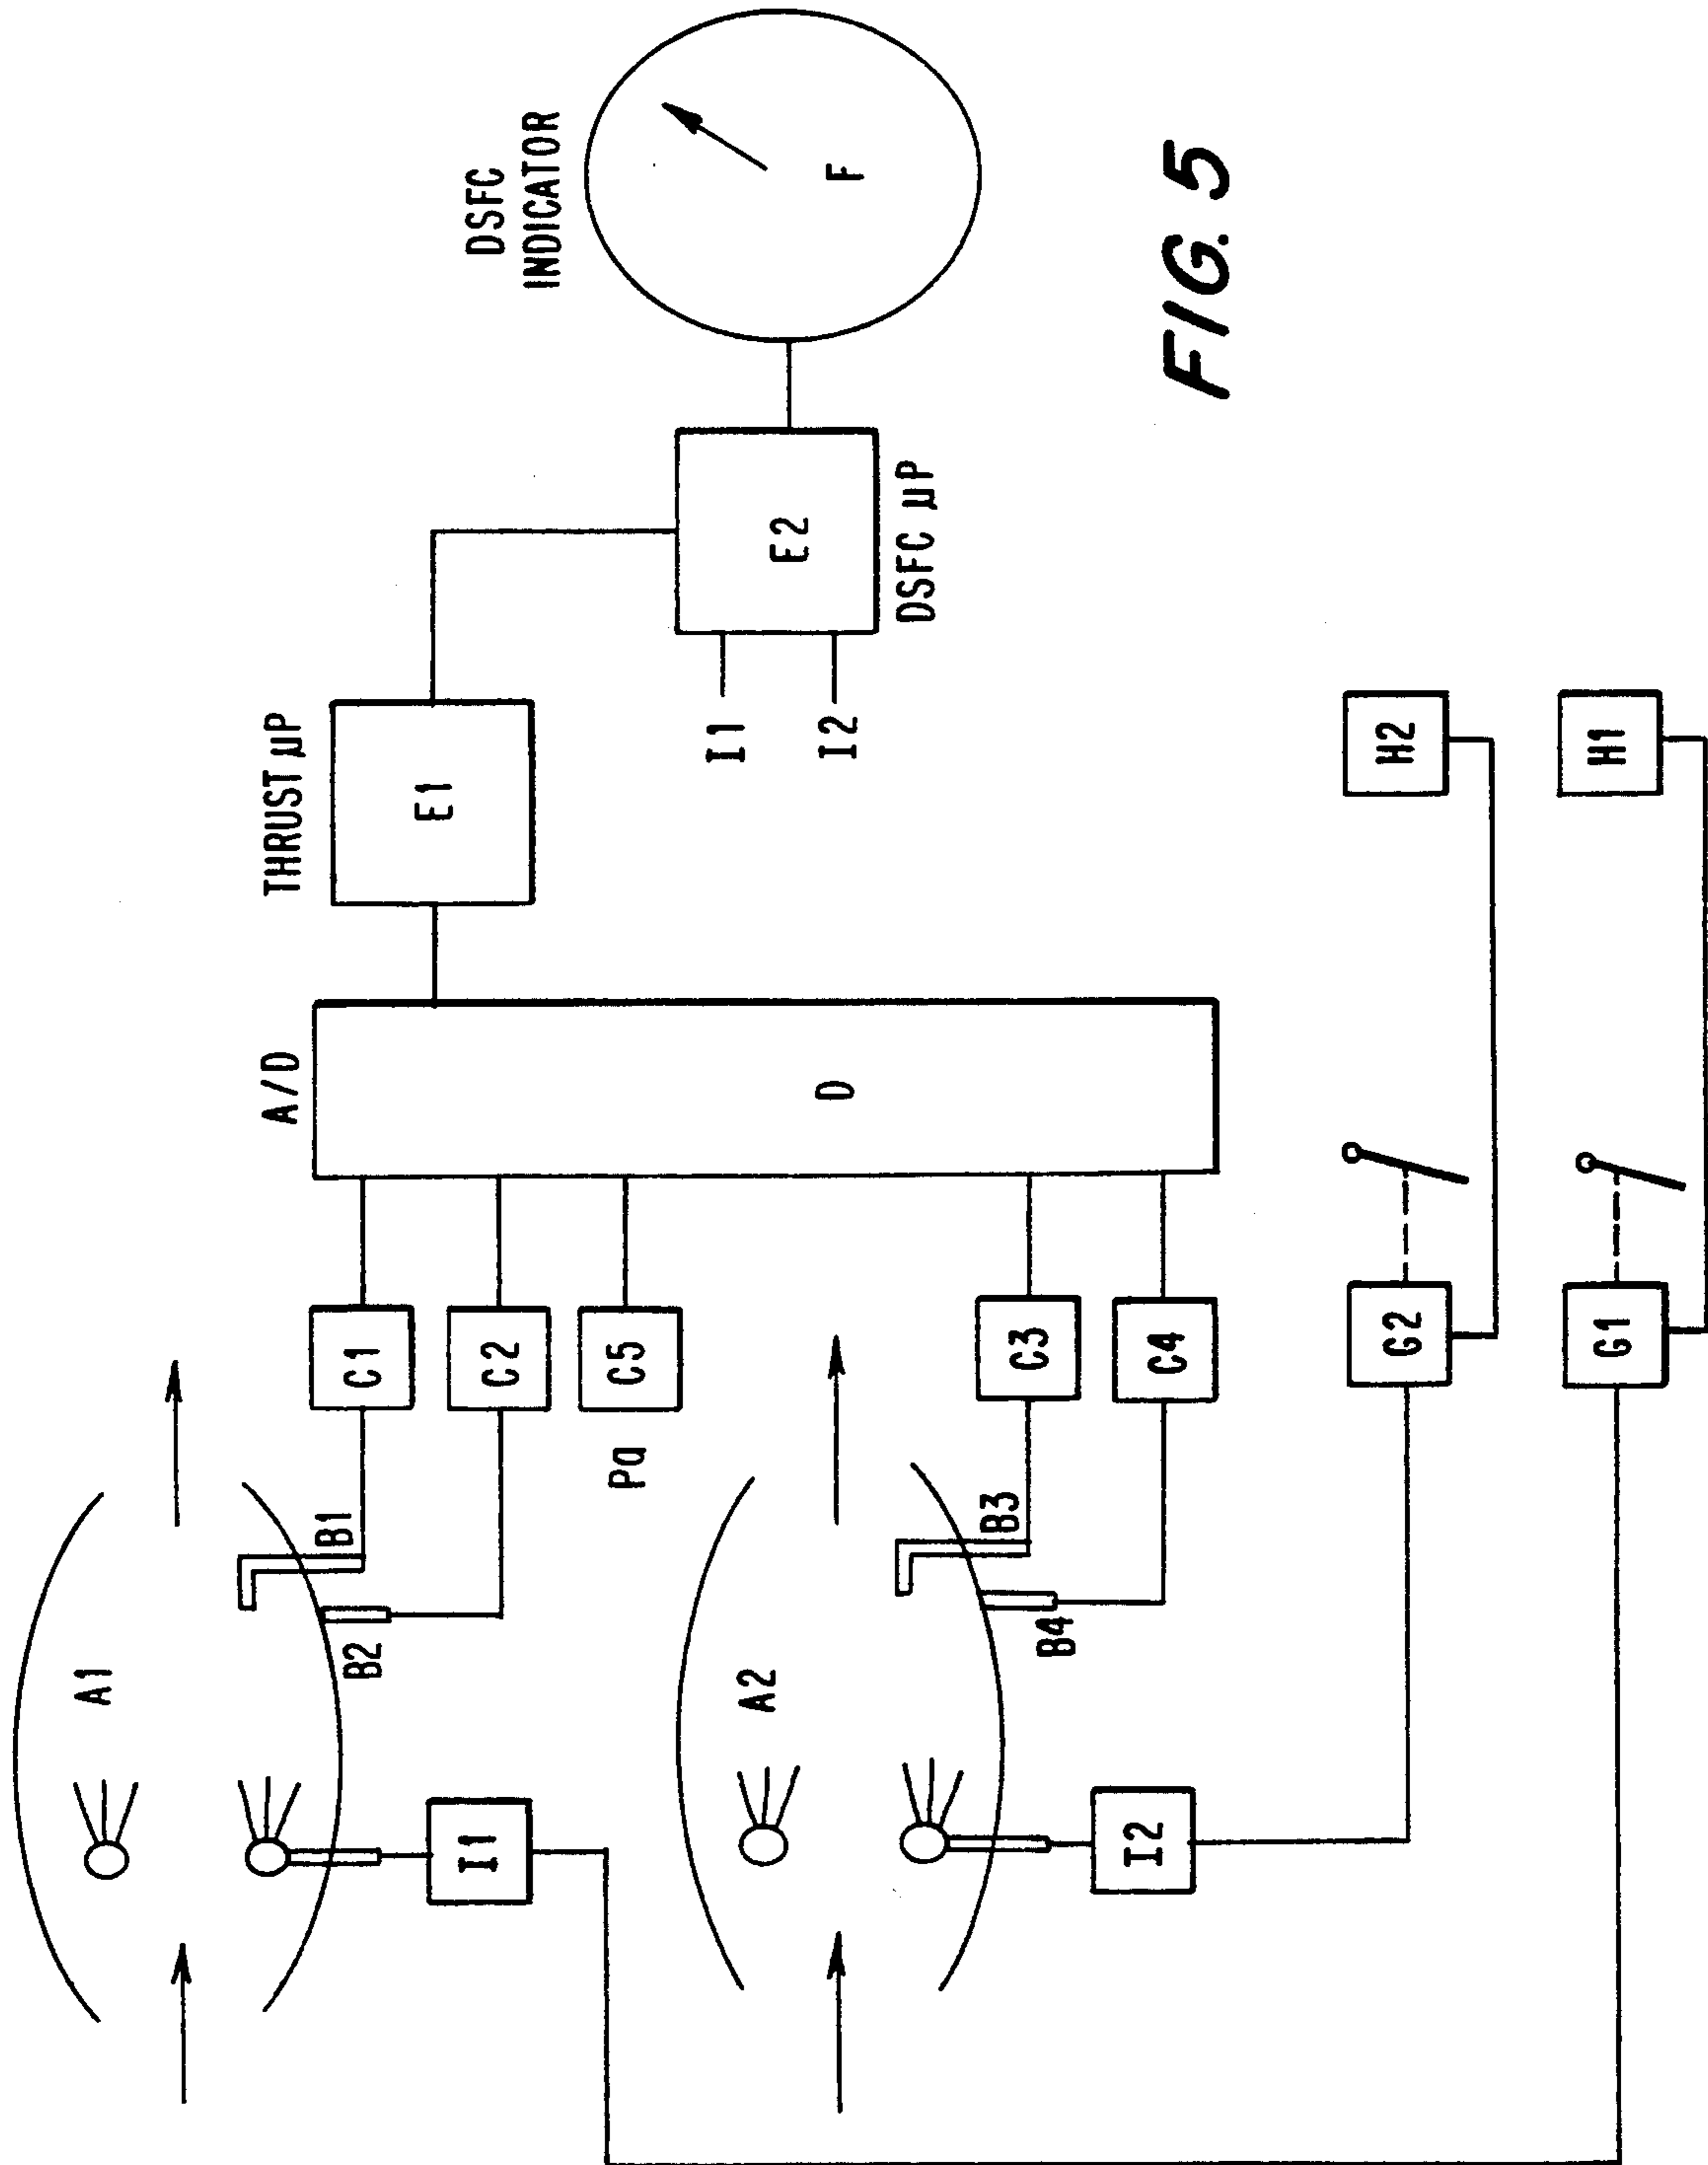 A1
B1
B2
I1
C1
C2
C5
Pa
A/D
D
THRUST µP
E1
DSFC
INDICATOR
F
E2
DSFC µP
I1
I2
A2
B3
B4
I2
C3
C4
G2
H2
G1
H1
FIG. 5